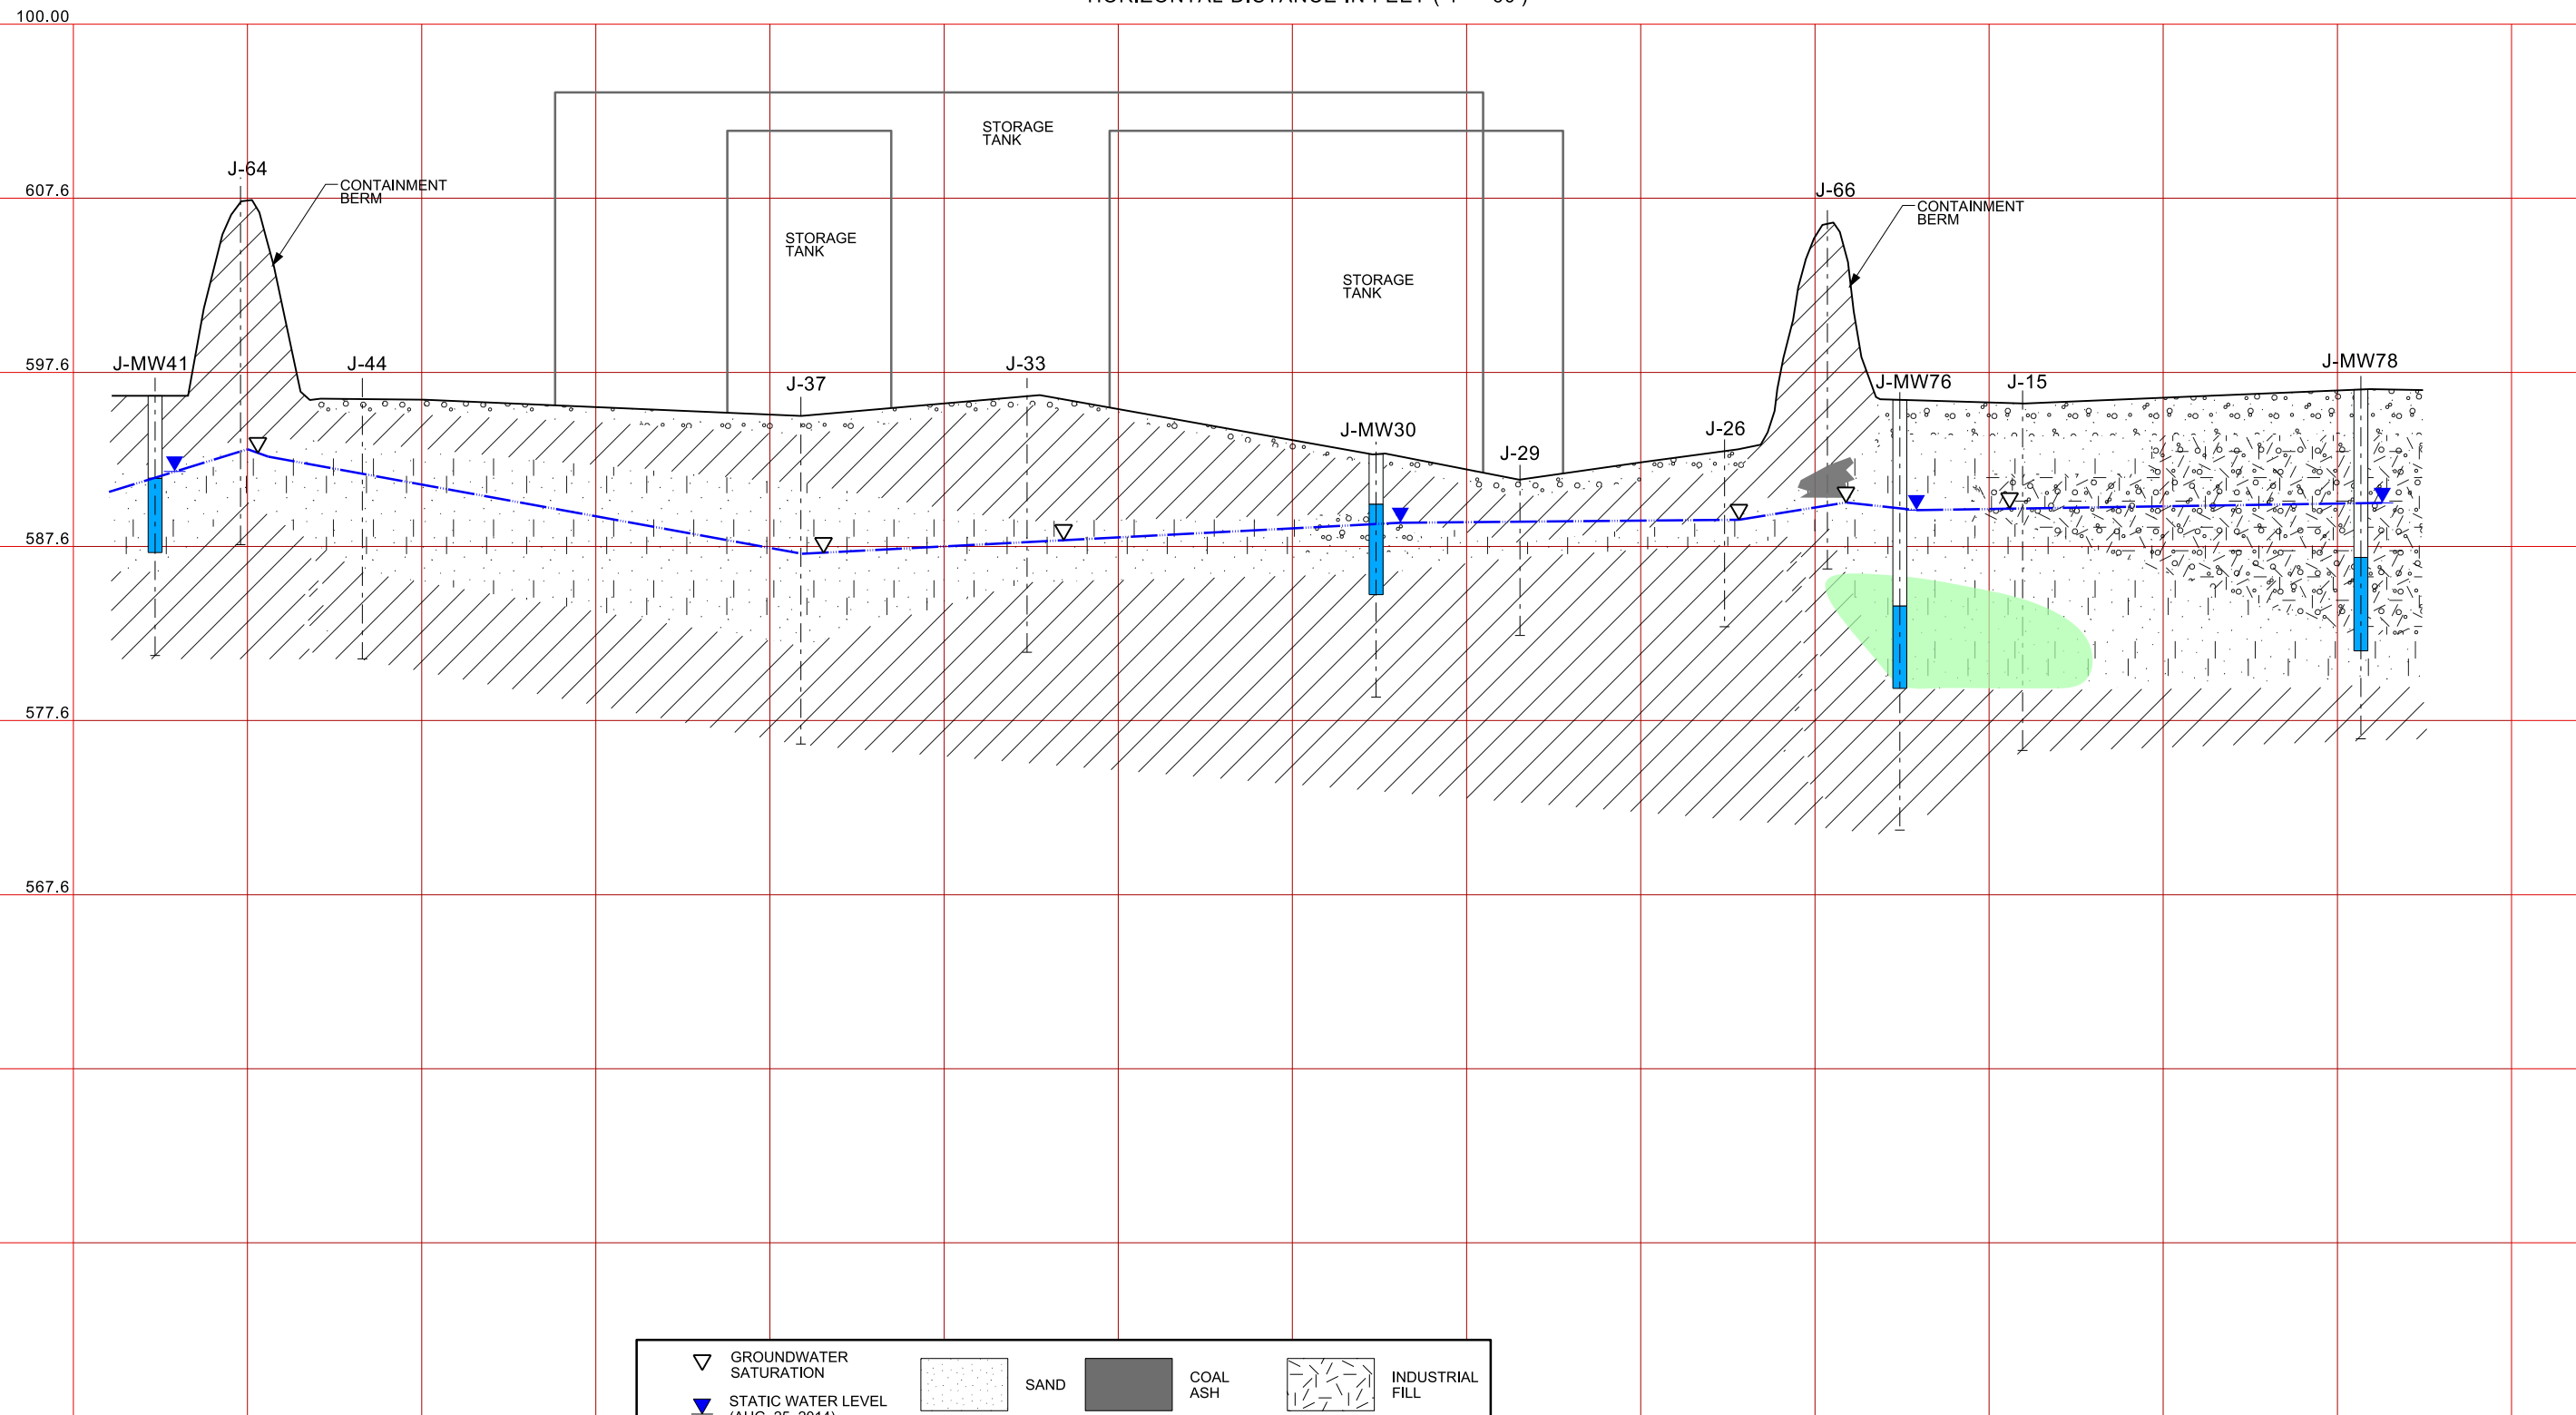 100.00
J-64
CONTAINMENT
BERM
STORAGE
TANK
J-66
607.6
CONTAINMENT
BERM
STORAGE
TANK
STORAGE
TANK
J-MW41
J-44
J-37
J-33
J-MW30
J-29
J-26
J-MW76
J-15
J-MW78
597.6
587.6
577.6
567.6
GROUNDWATER
SATURATION
STATIC WATER LEVEL
SAND
COAL
ASH
INDUSTRIAL
FILL